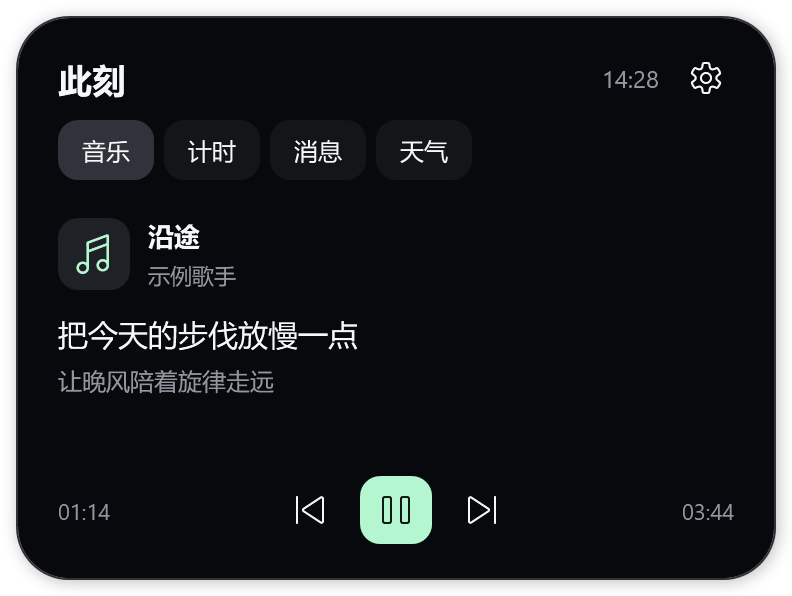 此刻 14:28
音乐 计时 消息 天气
沿途
示例歌手
把今天的步伐放慢一点
让晚风陪着旋律走远
01:14 03:44